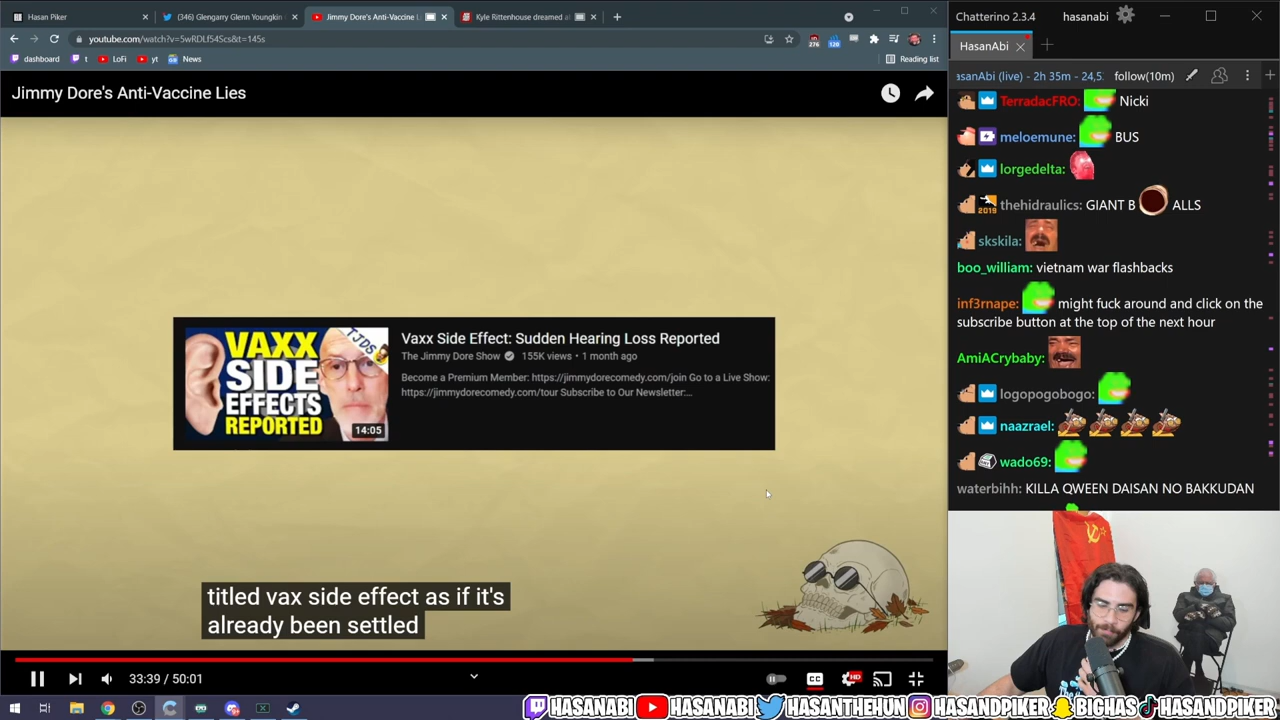 Hasan Piker
(346) Glengarry Glenn Youngkin
Jimmy Dore's Anti-Vaccine L
Kyle Rittenhouse dreamed a
youtube.com/watch?v=5wRDLf54Scs&t=145s
276
120
dashboard
t
LoFi
yt
News
Reading list
Jimmy Dore's Anti-Vaccine Lies
VAXX
SIDE
EFFECTS
REPORTED
TJDS
14:05
Vaxx Side Effect: Sudden Hearing Loss Reported
The Jimmy Dore Show
155K views • 1 month ago
Become a Premium Member: https://jimmydorecomedy.com/join Go to a Live Show:
https://jimmydorecomedy.com/tour Subscribe to Our Newsletter:...
titled vax side effect as if it's
already been settled
33:39 / 50:01
CC
HD
Chatterino 2.3.4
hasanabi
HasanAbi
asanAbi (live) - 2h 35m - 24,5
follow(10m)
TerradacFRO: Nicki
meloemune: BUS
lorgedelta:
2019
thehidraulics: GIANT B ALLS
skskila:
boo_william: vietnam war flashbacks
inf3rnape: might fuck around and click on the
subscribe button at the top of the next hour
AmiACrybaby:
logopogobogo:
naazrael:
wado69:
waterbihh: KILLA QWEEN DAISAN NO BAKKUDAN
HASANABI
HASANABI
HASANTHEHUN
HASANDPIKER
BIGHAS
HASANDPIKER